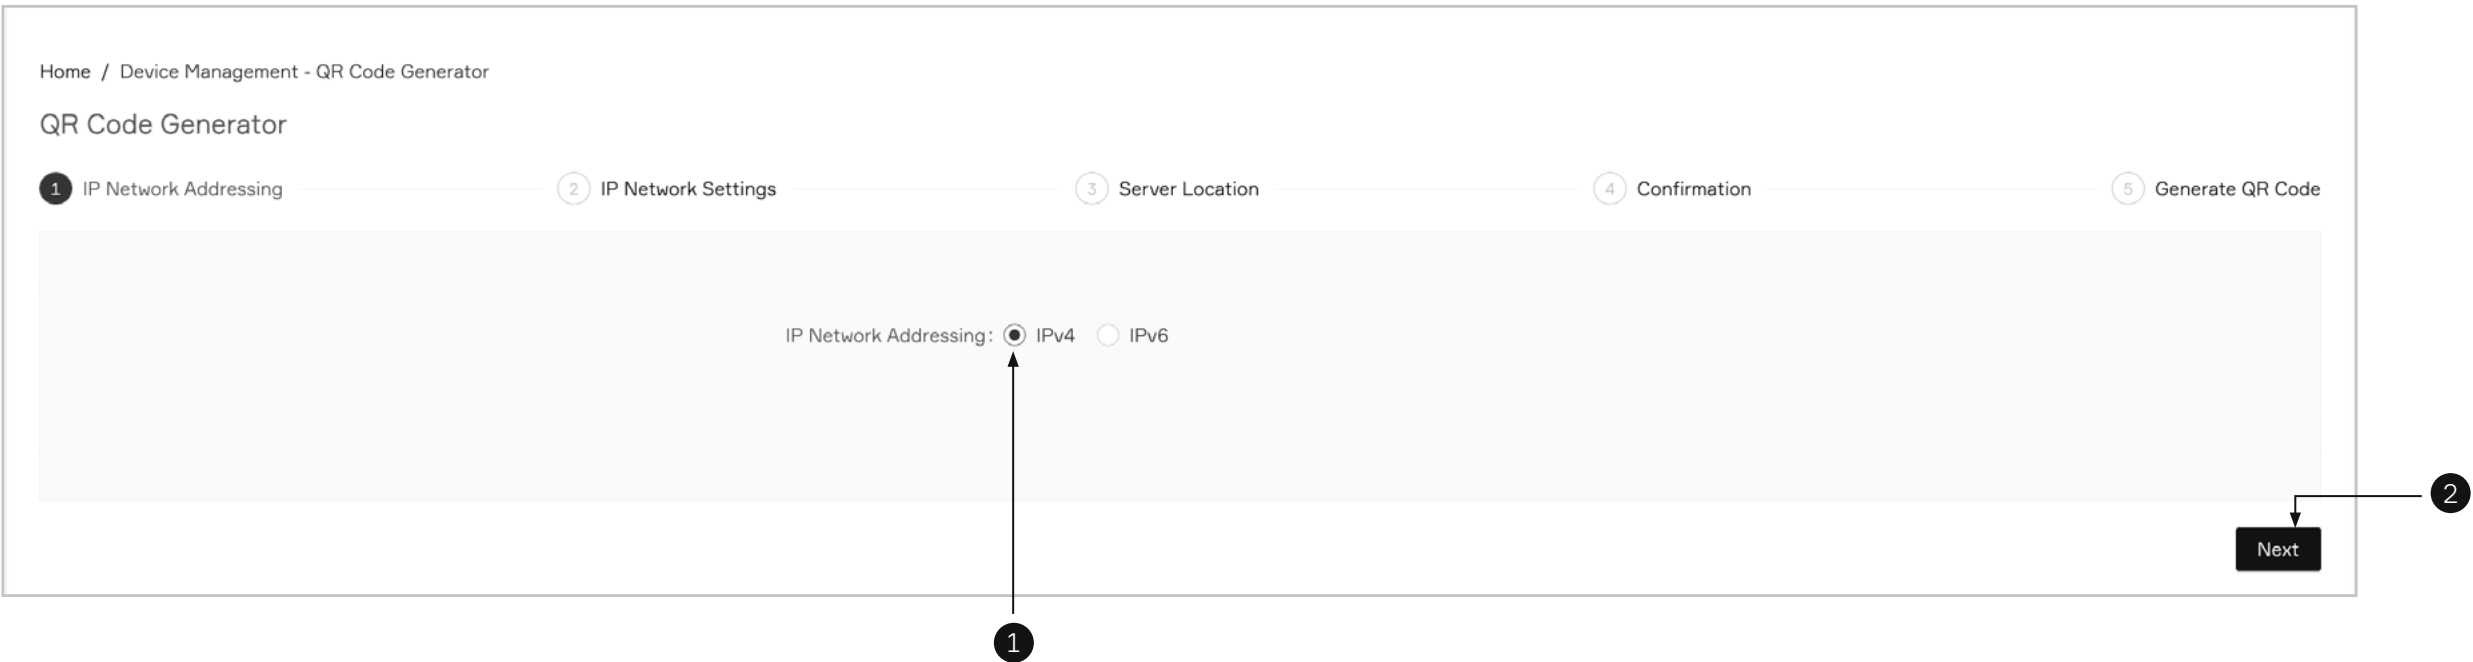 Home / Device Management - QR Code Generator
QR Code Generator
1 IP Network Addressing 2 IP Network Settings 3 Server Location 4 Confirmation 5 Generate QR Code
IP Network Addressing: IPv4 IPv6
2
Next
1